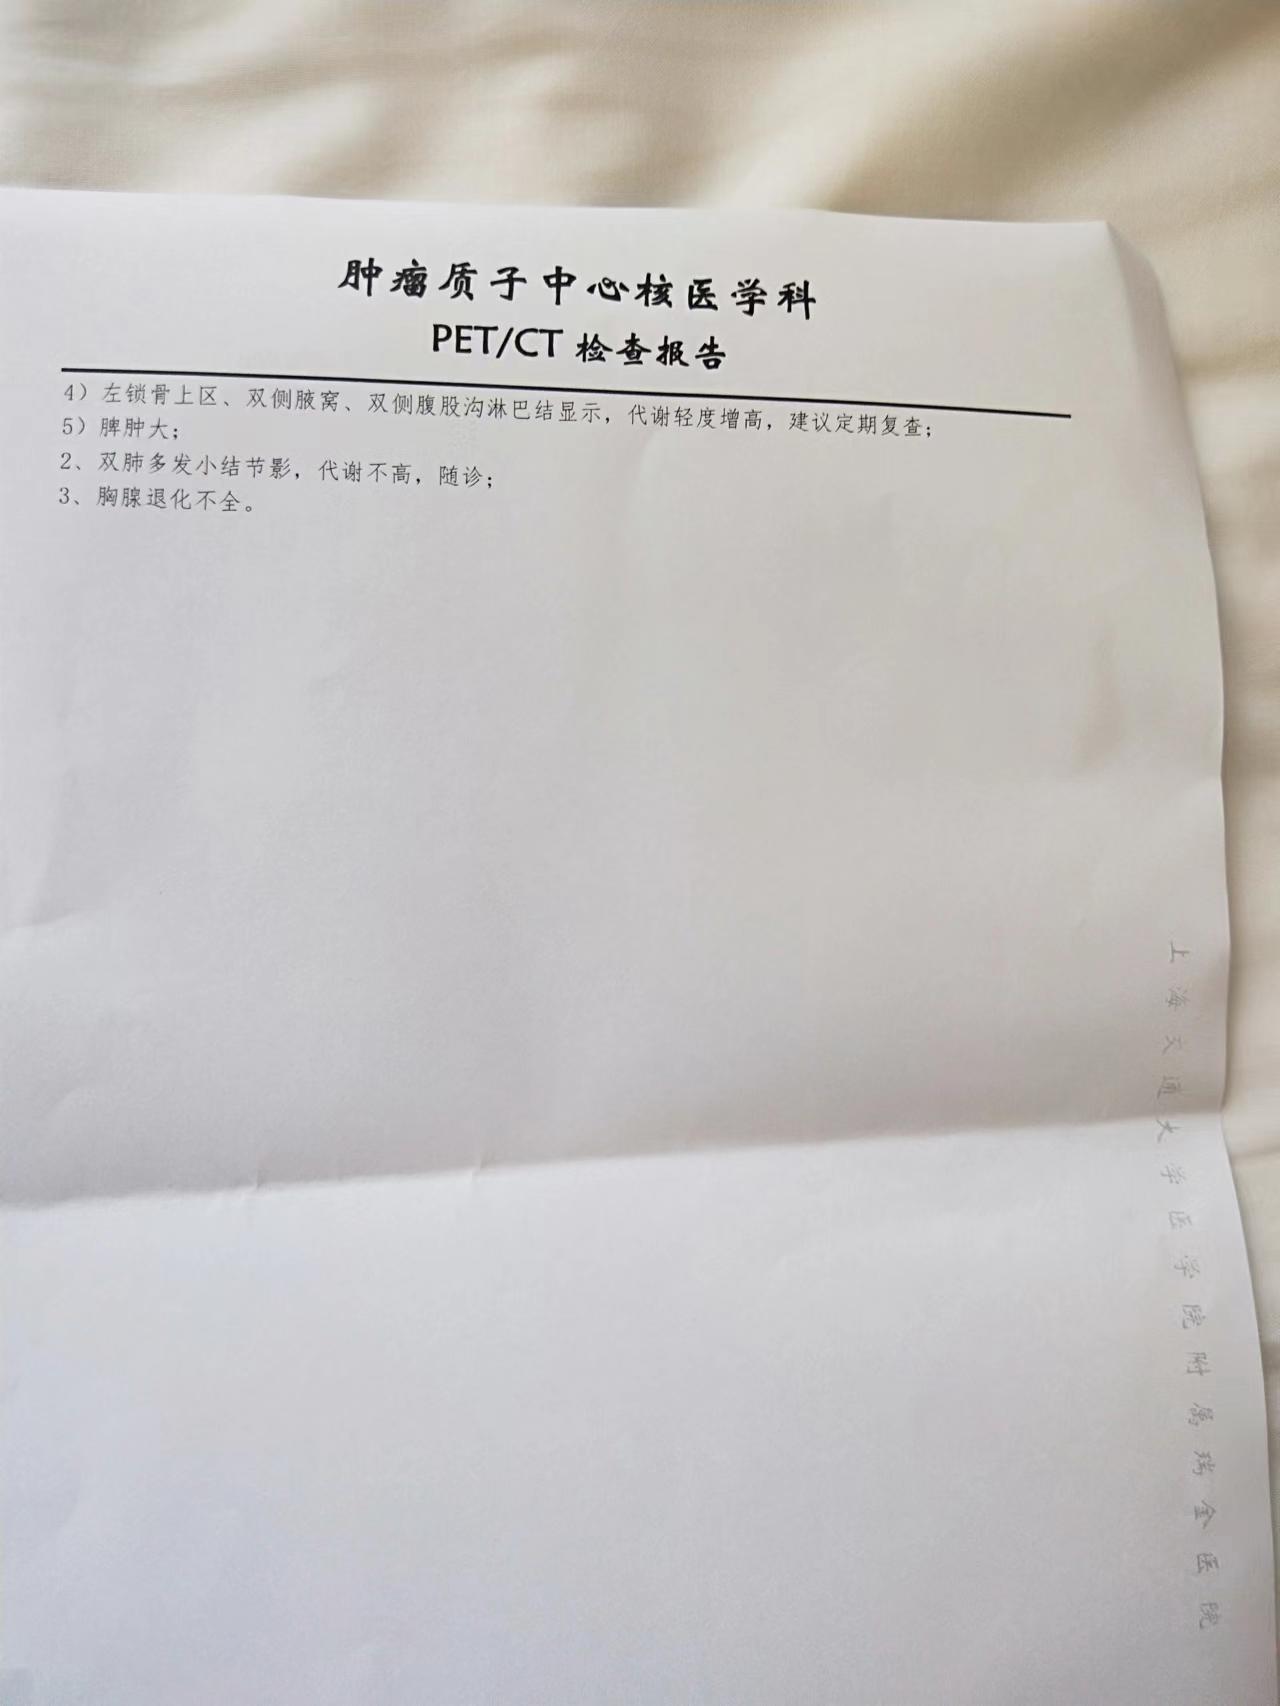 肿瘤质子中心核医学科
PET/CT 检查报告
4）左锁骨上区、双侧腋窝、双侧腹股沟淋巴结显示，代谢轻度增高，建议定期复查；
5）脾肿大；
2、双肺多发小结节影，代谢不高，随诊；
3、胸腺退化不全。
上海交通大学医学院附属瑞金医院